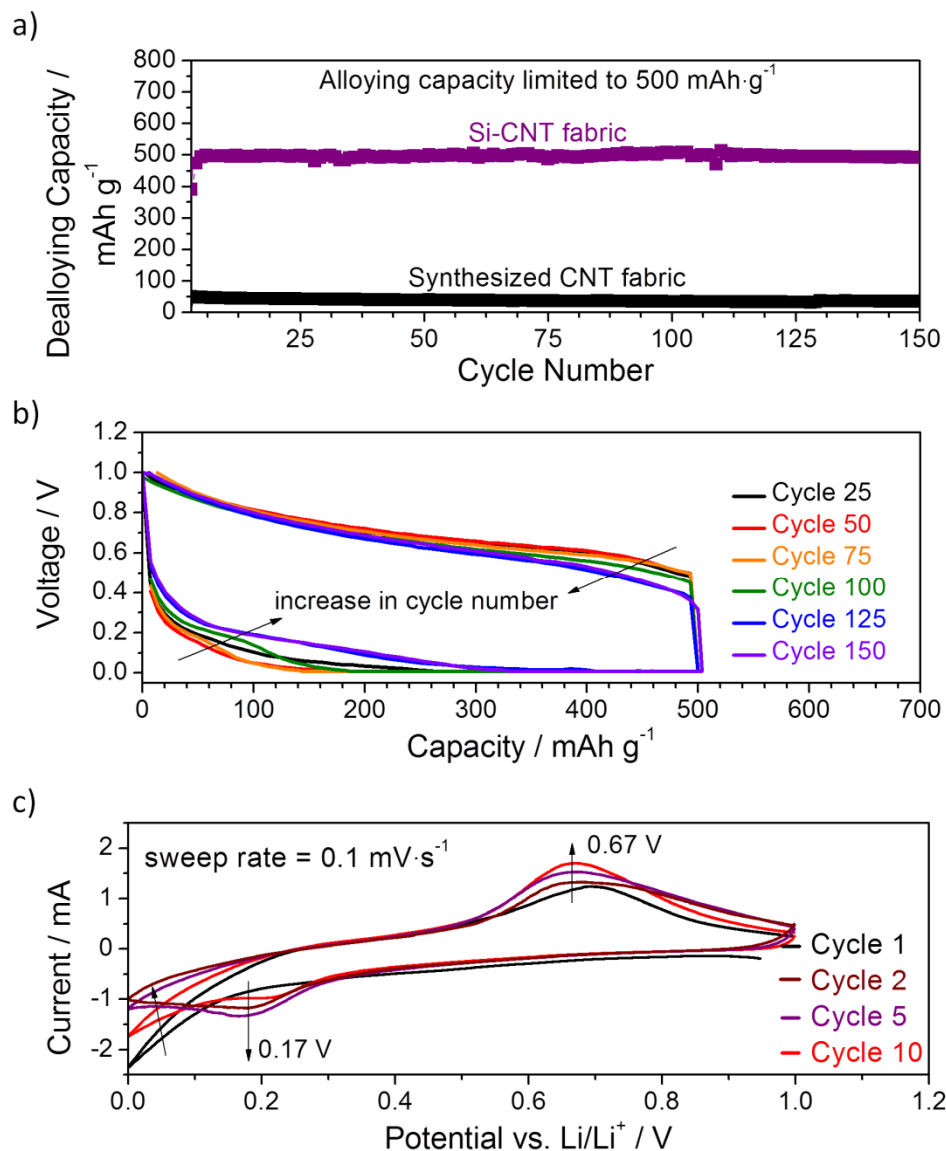 a)
800
700
600
500
400
300
200
100
0
Dealloying Capacity /
mAh g⁻¹
Alloying capacity limited to 500 mAh·g⁻¹
Si-CNT fabric
Synthesized CNT fabric
25 50 75 100 125 150
Cycle Number
b)
1.2
1.0
0.8
0.6
0.4
0.2
0.0
Voltage / V
increase in cycle number
Cycle 25
Cycle 50
Cycle 75
Cycle 100
Cycle 125
Cycle 150
0 100 200 300 400 500 600 700
Capacity / mAh g⁻¹
c)
2
1
0
-1
-2
Current / mA
sweep rate = 0.1 mV·s⁻¹
0.67 V
0.17 V
Cycle 1
Cycle 2
Cycle 5
Cycle 10
0.0 0.2 0.4 0.6 0.8 1.0 1.2
Potential vs. Li/Li⁺ / V